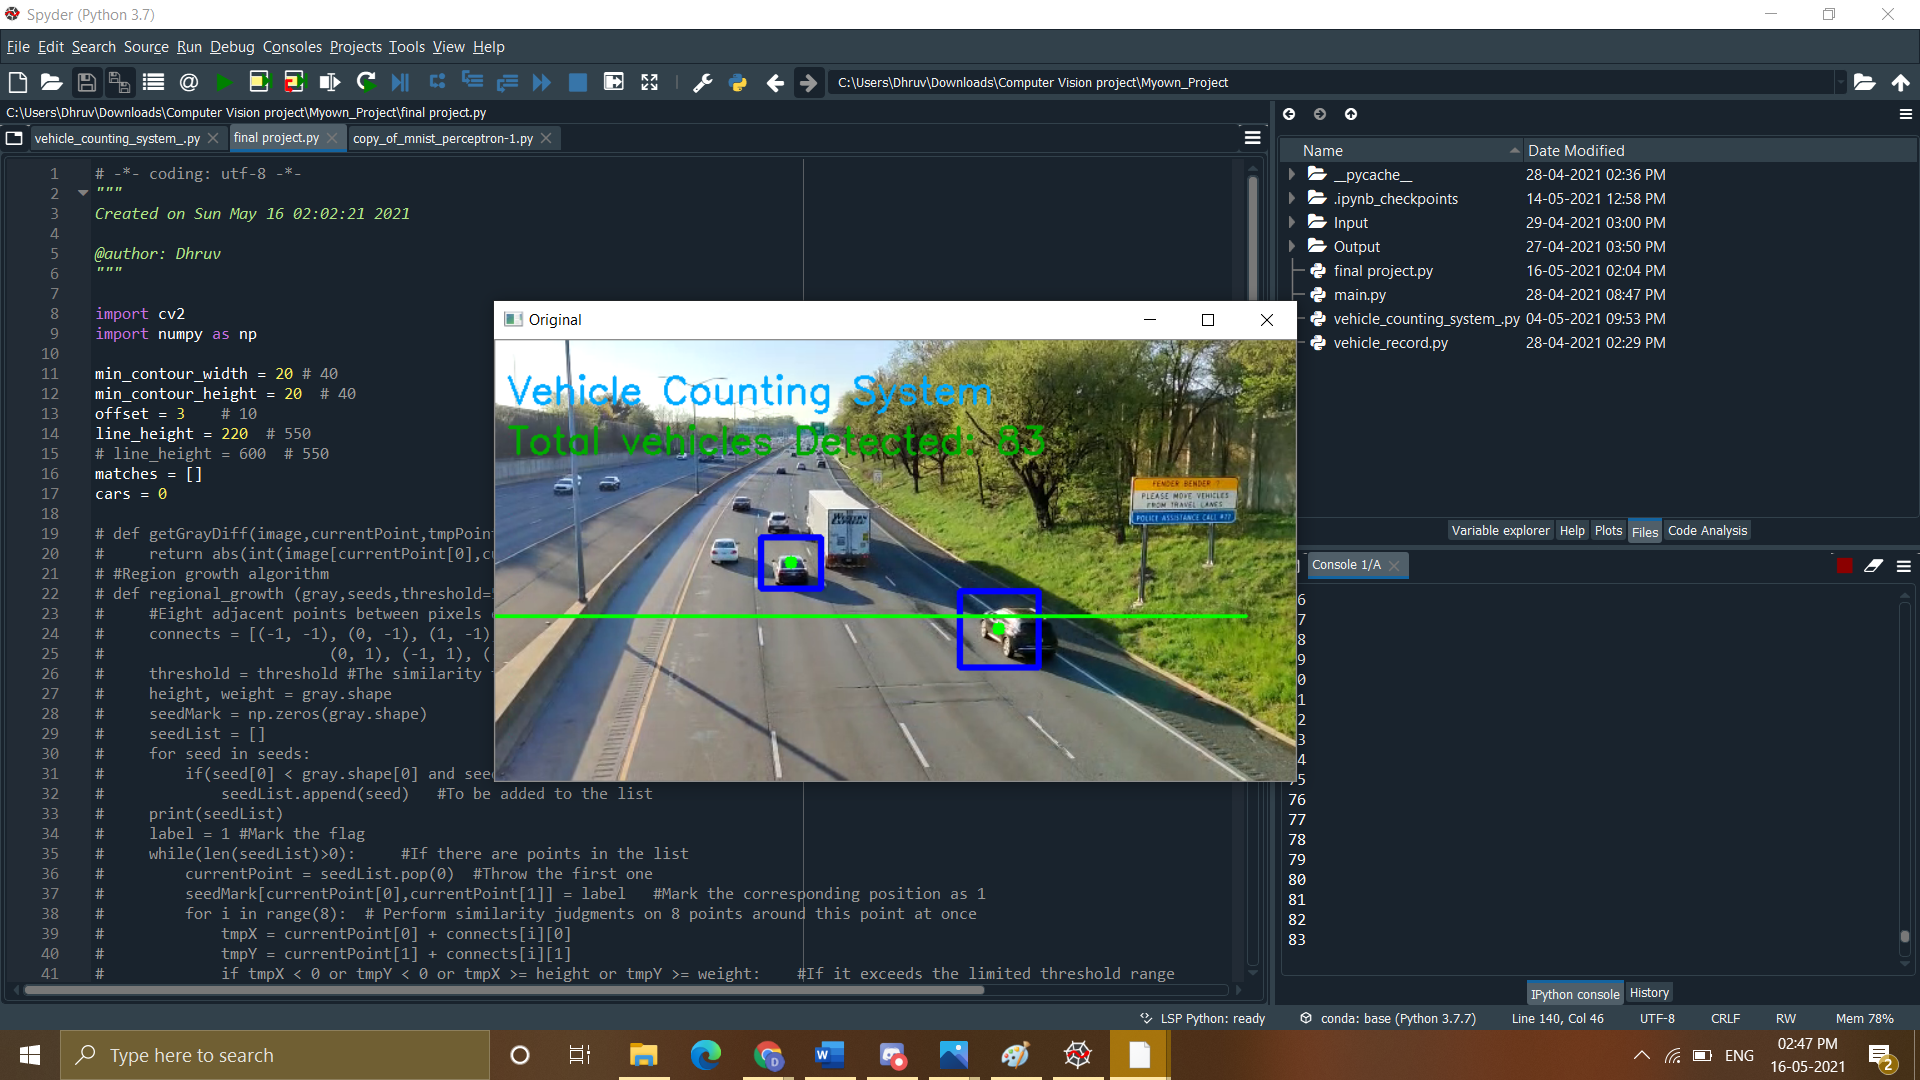 Spyder (Python 3.7)
File Edit Search Source Run Debug Consoles Projects Tools View Help
C:\Users\Dhruv\Downloads\Computer Vision project\Myown_Project
C:\Users\Dhruv\Downloads\Computer Vision project\Myown_Project\final project.py
vehicle_counting_system_.py
final project.py
copy_of_mnist_perceptron-1.py
1 # -*- coding: utf-8 -*-
2 """
3 Created on Sun May 16 02:02:21 2021
4
5 @author: Dhruv
6 """
7
8 import cv2
9 import numpy as np
10
11 min_contour_width = 20 # 40
12 min_contour_height = 20 # 40
13 offset = 3 # 10
14 line_height = 220 # 550
15 # line_height = 600 # 550
16 matches = []
17 cars = 0
18
19 # def getGrayDiff(image,currentPoint,tmpPoint
20 # return abs(int(image[currentPoint[0],cu
21 # #Region growth algorithm
22 # def regional_growth (gray,seeds,threshold=
23 # #Eight adjacent points between pixels
24 # connects = [(-1, -1), (0, -1), (1, -1)
25 # (0, 1), (-1, 1), (
26 # threshold = threshold #The similarity
27 # height, weight = gray.shape
28 # seedMark = np.zeros(gray.shape)
29 # seedList = []
30 # for seed in seeds:
31 # if(seed[0] < gray.shape[0] and see
32 # seedList.append(seed) #To be added to the list
33 # print(seedList)
34 # label = 1 #Mark the flag
35 # while(len(seedList)>0): #If there are points in the list
36 # currentPoint = seedList.pop(0) #Throw the first one
37 # seedMark[currentPoint[0],currentPoint[1]] = label #Mark the corresponding position as 1
38 # for i in range(8): # Perform similarity judgments on 8 points around this point at once
39 # tmpX = currentPoint[0] + connects[i][0]
40 # tmpY = currentPoint[1] + connects[i][1]
41 # if tmpX < 0 or tmpY < 0 or tmpX >= height or tmpY >= weight: #If it exceeds the limited threshold range
Original
Vehicle Counting System
Total vehicles Detected: 83
FENDER BENDER ?
PLEASE MOVE VEHICLES
FROM TRAVEL LANES
POLICE ASSISTANCE CALL #77
WESTERN
EXPRESS
Name Date Modified
__pycache__ 28-04-2021 02:36 PM
.ipynb_checkpoints 14-05-2021 12:58 PM
Input 29-04-2021 03:00 PM
Output 27-04-2021 03:50 PM
final project.py 16-05-2021 02:04 PM
main.py 28-04-2021 08:47 PM
vehicle_counting_system_.py 04-05-2021 09:53 PM
vehicle_record.py 28-04-2021 02:29 PM
Variable explorer Help Plots Files Code Analysis
Console 1/A
6
7
8
9
0
1
2
3
4
75
76
77
78
79
80
81
82
83
IPython console History
LSP Python: ready conda: base (Python 3.7.7) Line 140, Col 46 UTF-8 CRLF RW Mem 78%
Type here to search
ENG
02:47 PM
16-05-2021
2